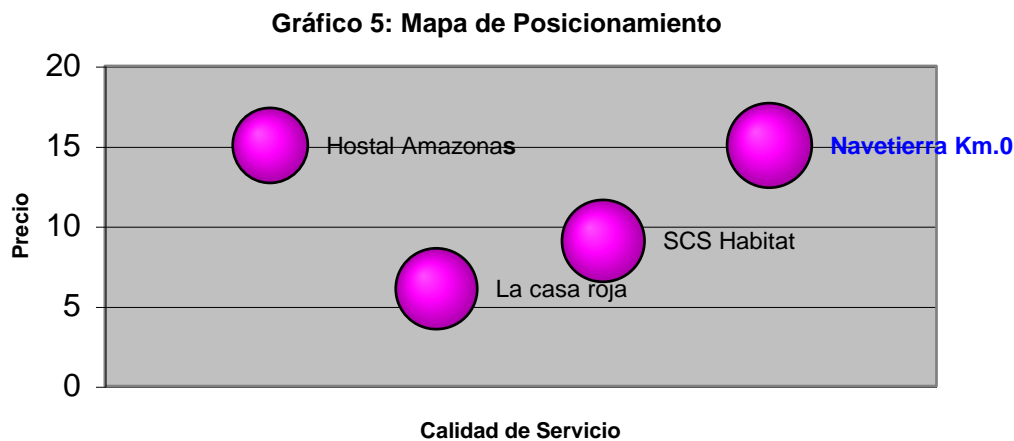 Gráfico 5: Mapa de Posicionamiento
20
15
10
5
0
Precio
Hostal Amazonas
Navetierra Km.0
SCS Habitat
La casa roja
Calidad de Servicio